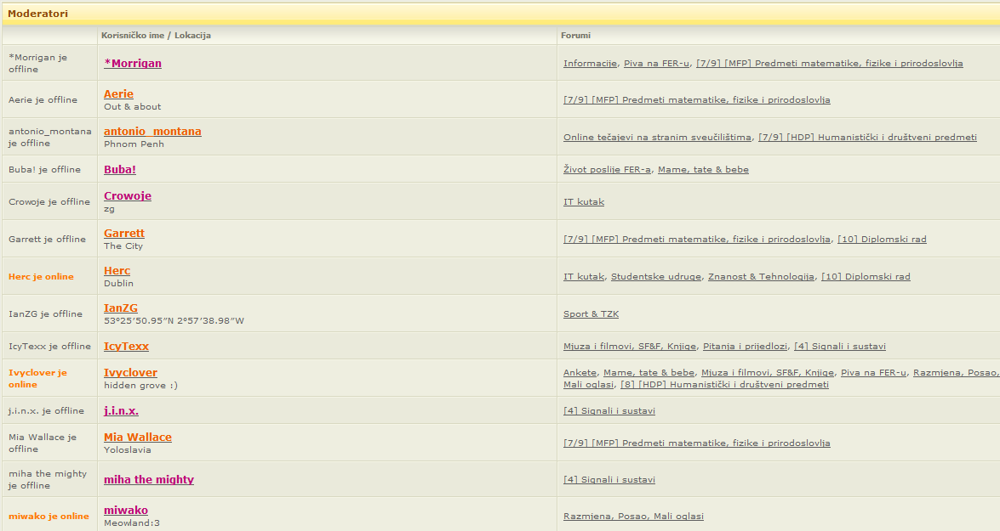 Moderatori
Korisničko ime / Lokacija Forumi
*Morrigan je
offline
*Morrigan
Informacije, Piva na FER-u, [7/9] [MFP] Predmeti matematike, fizike i prirodoslovlja
Aerie je offline
Aerie
Out & about
[7/9] [MFP] Predmeti matematike, fizike i prirodoslovlja
antonio_montana
je offline
antonio_montana
Phnom Penh
Online tečajevi na stranim sveučilištima, [7/9] [HDP] Humanistički i društveni predmeti
Buba! je offline
Buba!
Život poslije FER-a, Mame, tate & bebe
Crowoje je offline
Crowoje
zg
IT kutak
Garrett je offline
Garrett
The City
[7/9] [MFP] Predmeti matematike, fizike i prirodoslovlja, [10] Diplomski rad
Herc je online
Herc
Dublin
IT kutak, Studentske udruge, Znanost & Tehnologija, [10] Diplomski rad
IanZG je offline
IanZG
53°25'50.95"N 2°57'38.98"W
Sport & TZK
IcyTexx je offline
IcyTexx
Mjuza i filmovi, SF&F, Knjige, Pitanja i prijedlozi, [4] Signali i sustavi
Ivyclover je
online
Ivyclover
hidden grove :)
Ankete, Mame, tate & bebe, Mjuza i filmovi, SF&F, Knjige, Piva na FER-u, Razmjena, Posao,
Mali oglasi, [8] [HDP] Humanistički i društveni predmeti
j.i.n.x. je offline
j.i.n.x.
[4] Signali i sustavi
Mia Wallace je
offline
Mia Wallace
Yoloslavia
[7/9] [MFP] Predmeti matematike, fizike i prirodoslovlja
miha the mighty
je offline
miha the mighty
[4] Signali i sustavi
miwako je online
miwako
Meowland:3
Razmjena, Posao, Mali oglasi